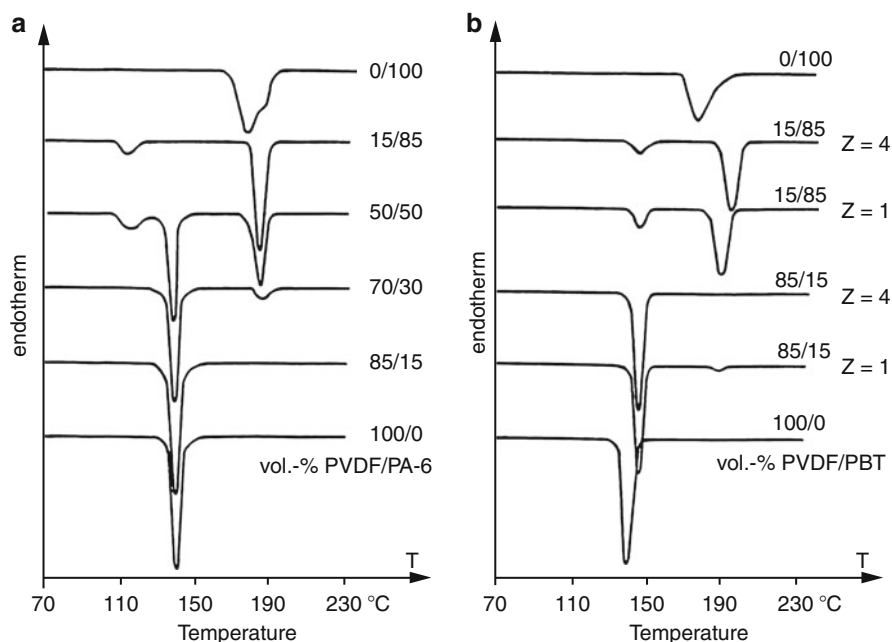 a
0/100
15/85
50/50
70/30
85/15
100/0
vol.-% PVDF/PA-6
endotherm
T
70 110 150 190 230 °C
Temperature
b
0/100
15/85
Z = 4
15/85
Z = 1
85/15
Z = 4
85/15
Z = 1
100/0
vol.-% PVDF/PBT
endotherm
T
70 110 150 190 230 °C
Temperature